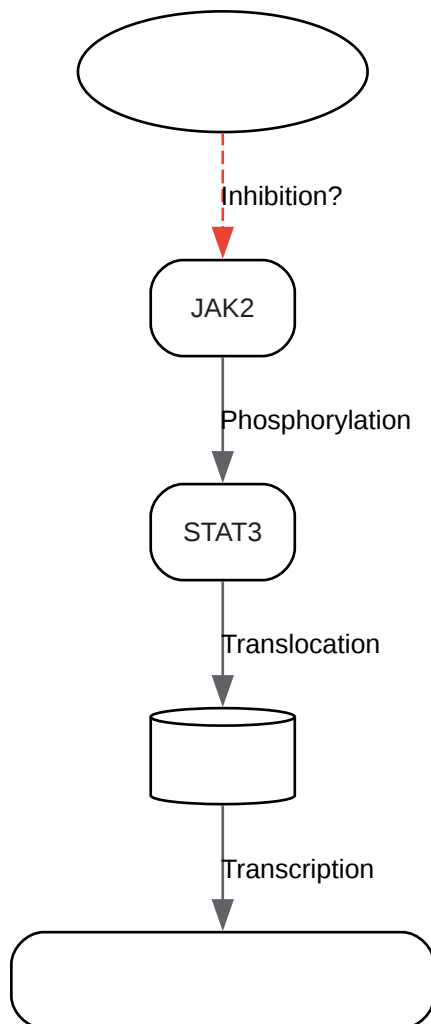 Inhibition?
JAK2
Phosphorylation
STAT3
Translocation
Transcription